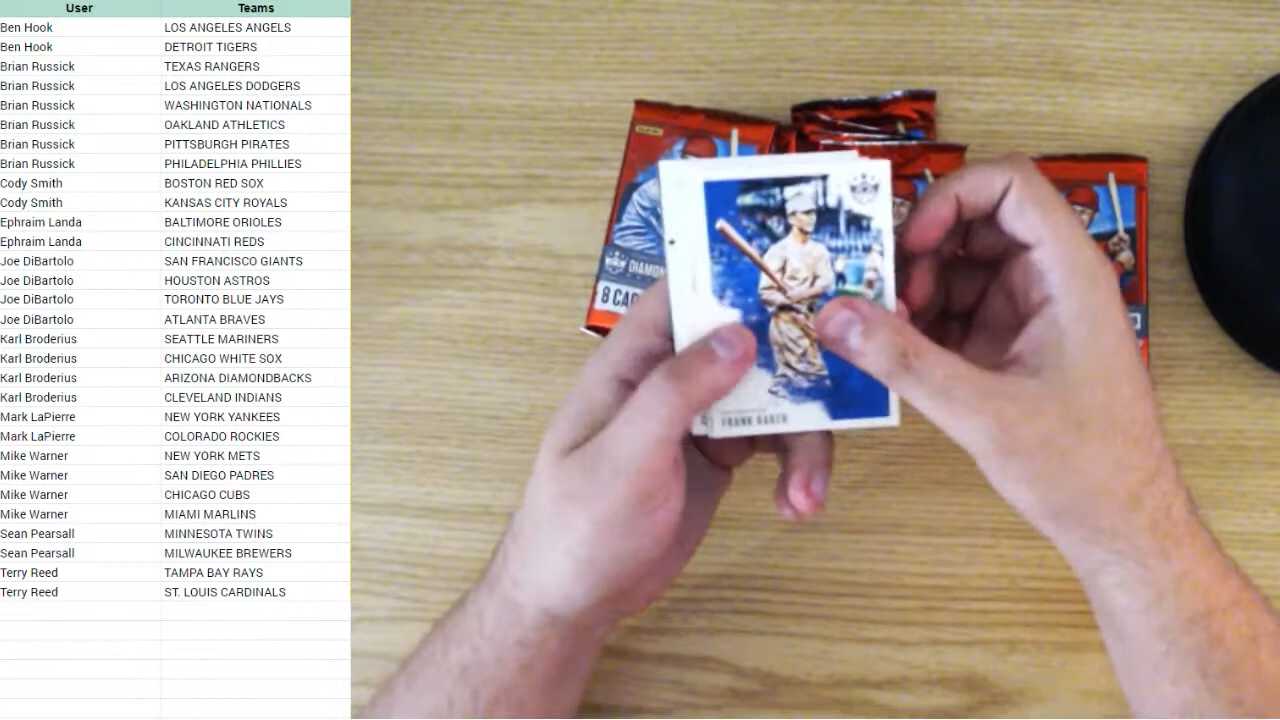 User Teams
Ben Hook LOS ANGELES ANGELS
Ben Hook DETROIT TIGERS
Brian Russick TEXAS RANGERS
Brian Russick LOS ANGELES DODGERS
Brian Russick WASHINGTON NATIONALS
Brian Russick OAKLAND ATHLETICS
Brian Russick PITTSBURGH PIRATES
Brian Russick PHILADELPHIA PHILLIES
Cody Smith BOSTON RED SOX
Cody Smith KANSAS CITY ROYALS
Ephraim Landa BALTIMORE ORIOLES
Ephraim Landa CINCINNATI REDS
Joe DiBartolo SAN FRANCISCO GIANTS
Joe DiBartolo HOUSTON ASTROS
Joe DiBartolo TORONTO BLUE JAYS
Joe DiBartolo ATLANTA BRAVES
Karl Broderius SEATTLE MARINERS
Karl Broderius CHICAGO WHITE SOX
Karl Broderius ARIZONA DIAMONDBACKS
Karl Broderius CLEVELAND INDIANS
Mark LaPierre NEW YORK YANKEES
Mark LaPierre COLORADO ROCKIES
Mike Warner NEW YORK METS
Mike Warner SAN DIEGO PADRES
Mike Warner CHICAGO CUBS
Mike Warner MIAMI MARLINS
Sean Pearsall MINNESOTA TWINS
Sean Pearsall MILWAUKEE BREWERS
Terry Reed TAMPA BAY RAYS
Terry Reed ST. LOUIS CARDINALS
DIAMON
8 CAR
FRANK BAKER